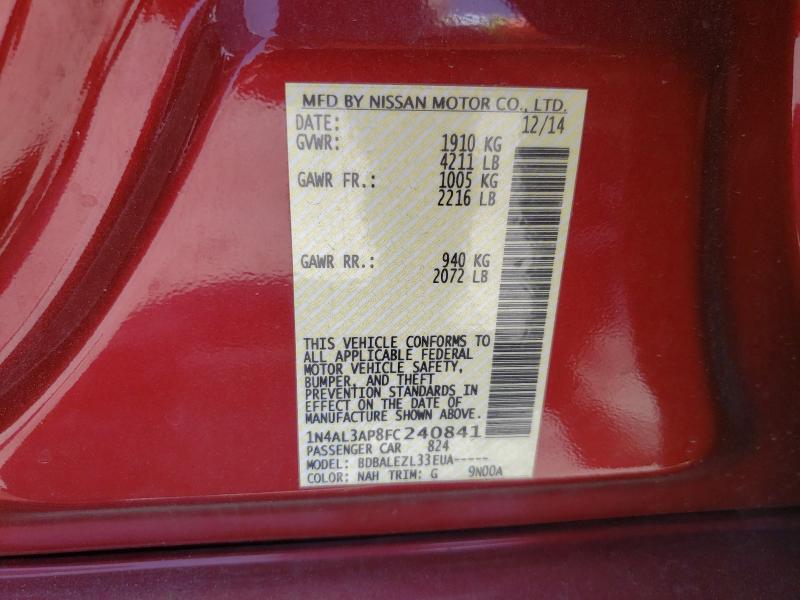 MFD BY NISSAN MOTOR CO., LTD.
DATE: 12/14
GVWR: 1910 KG
4211 LB
GAWR FR.: 1005 KG
2216 LB
GAWR RR.: 940 KG
2072 LB
THIS VEHICLE CONFORMS TO
ALL APPLICABLE FEDERAL
MOTOR VEHICLE SAFETY,
BUMPER, AND THEFT
PREVENTION STANDARDS IN
EFFECT ON THE DATE OF
MANUFACTURE SHOWN ABOVE.
1N4AL3AP8FC240841
PASSENGER CAR 824
MODEL: BDBALEZL33EUA-----
COLOR: NAH TRIM: G 9N00A